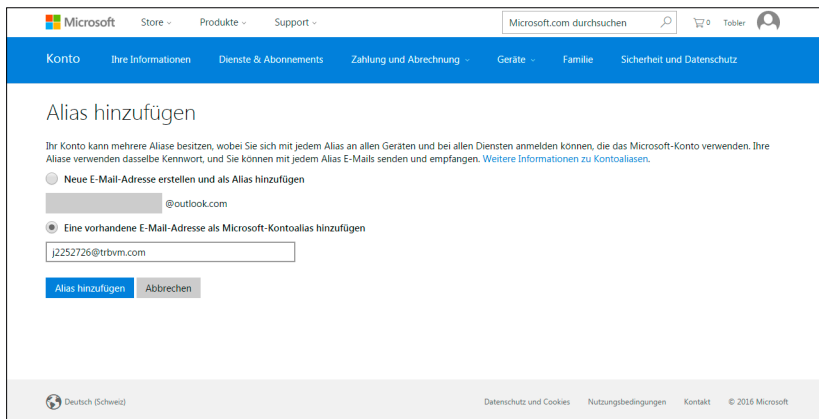 Microsoft Store Produkte Support Microsoft.com durchsuchen 0 Tobler
Konto Ihre Informationen Dienste & Abonnements Zahlung und Abrechnung Geräte Familie Sicherheit und Datenschutz
Alias hinzufügen
Ihr Konto kann mehrere Aliase besitzen, wobei Sie sich mit jedem Alias an allen Geräten und bei allen Diensten anmelden können, die das Microsoft-Konto verwenden. Ihre
Aliase verwenden dasselbe Kennwort, und Sie können mit jedem Alias E-Mails senden und empfangen. Weitere Informationen zu Kontoaliasen.
Neue E-Mail-Adresse erstellen und als Alias hinzufügen
@outlook.com
Eine vorhandene E-Mail-Adresse als Microsoft-Kontoalias hinzufügen
j2252726@trbvm.com
Alias hinzufügen Abbrechen
Deutsch (Schweiz) Datenschutz und Cookies Nutzungsbedingungen Kontakt © 2016 Microsoft